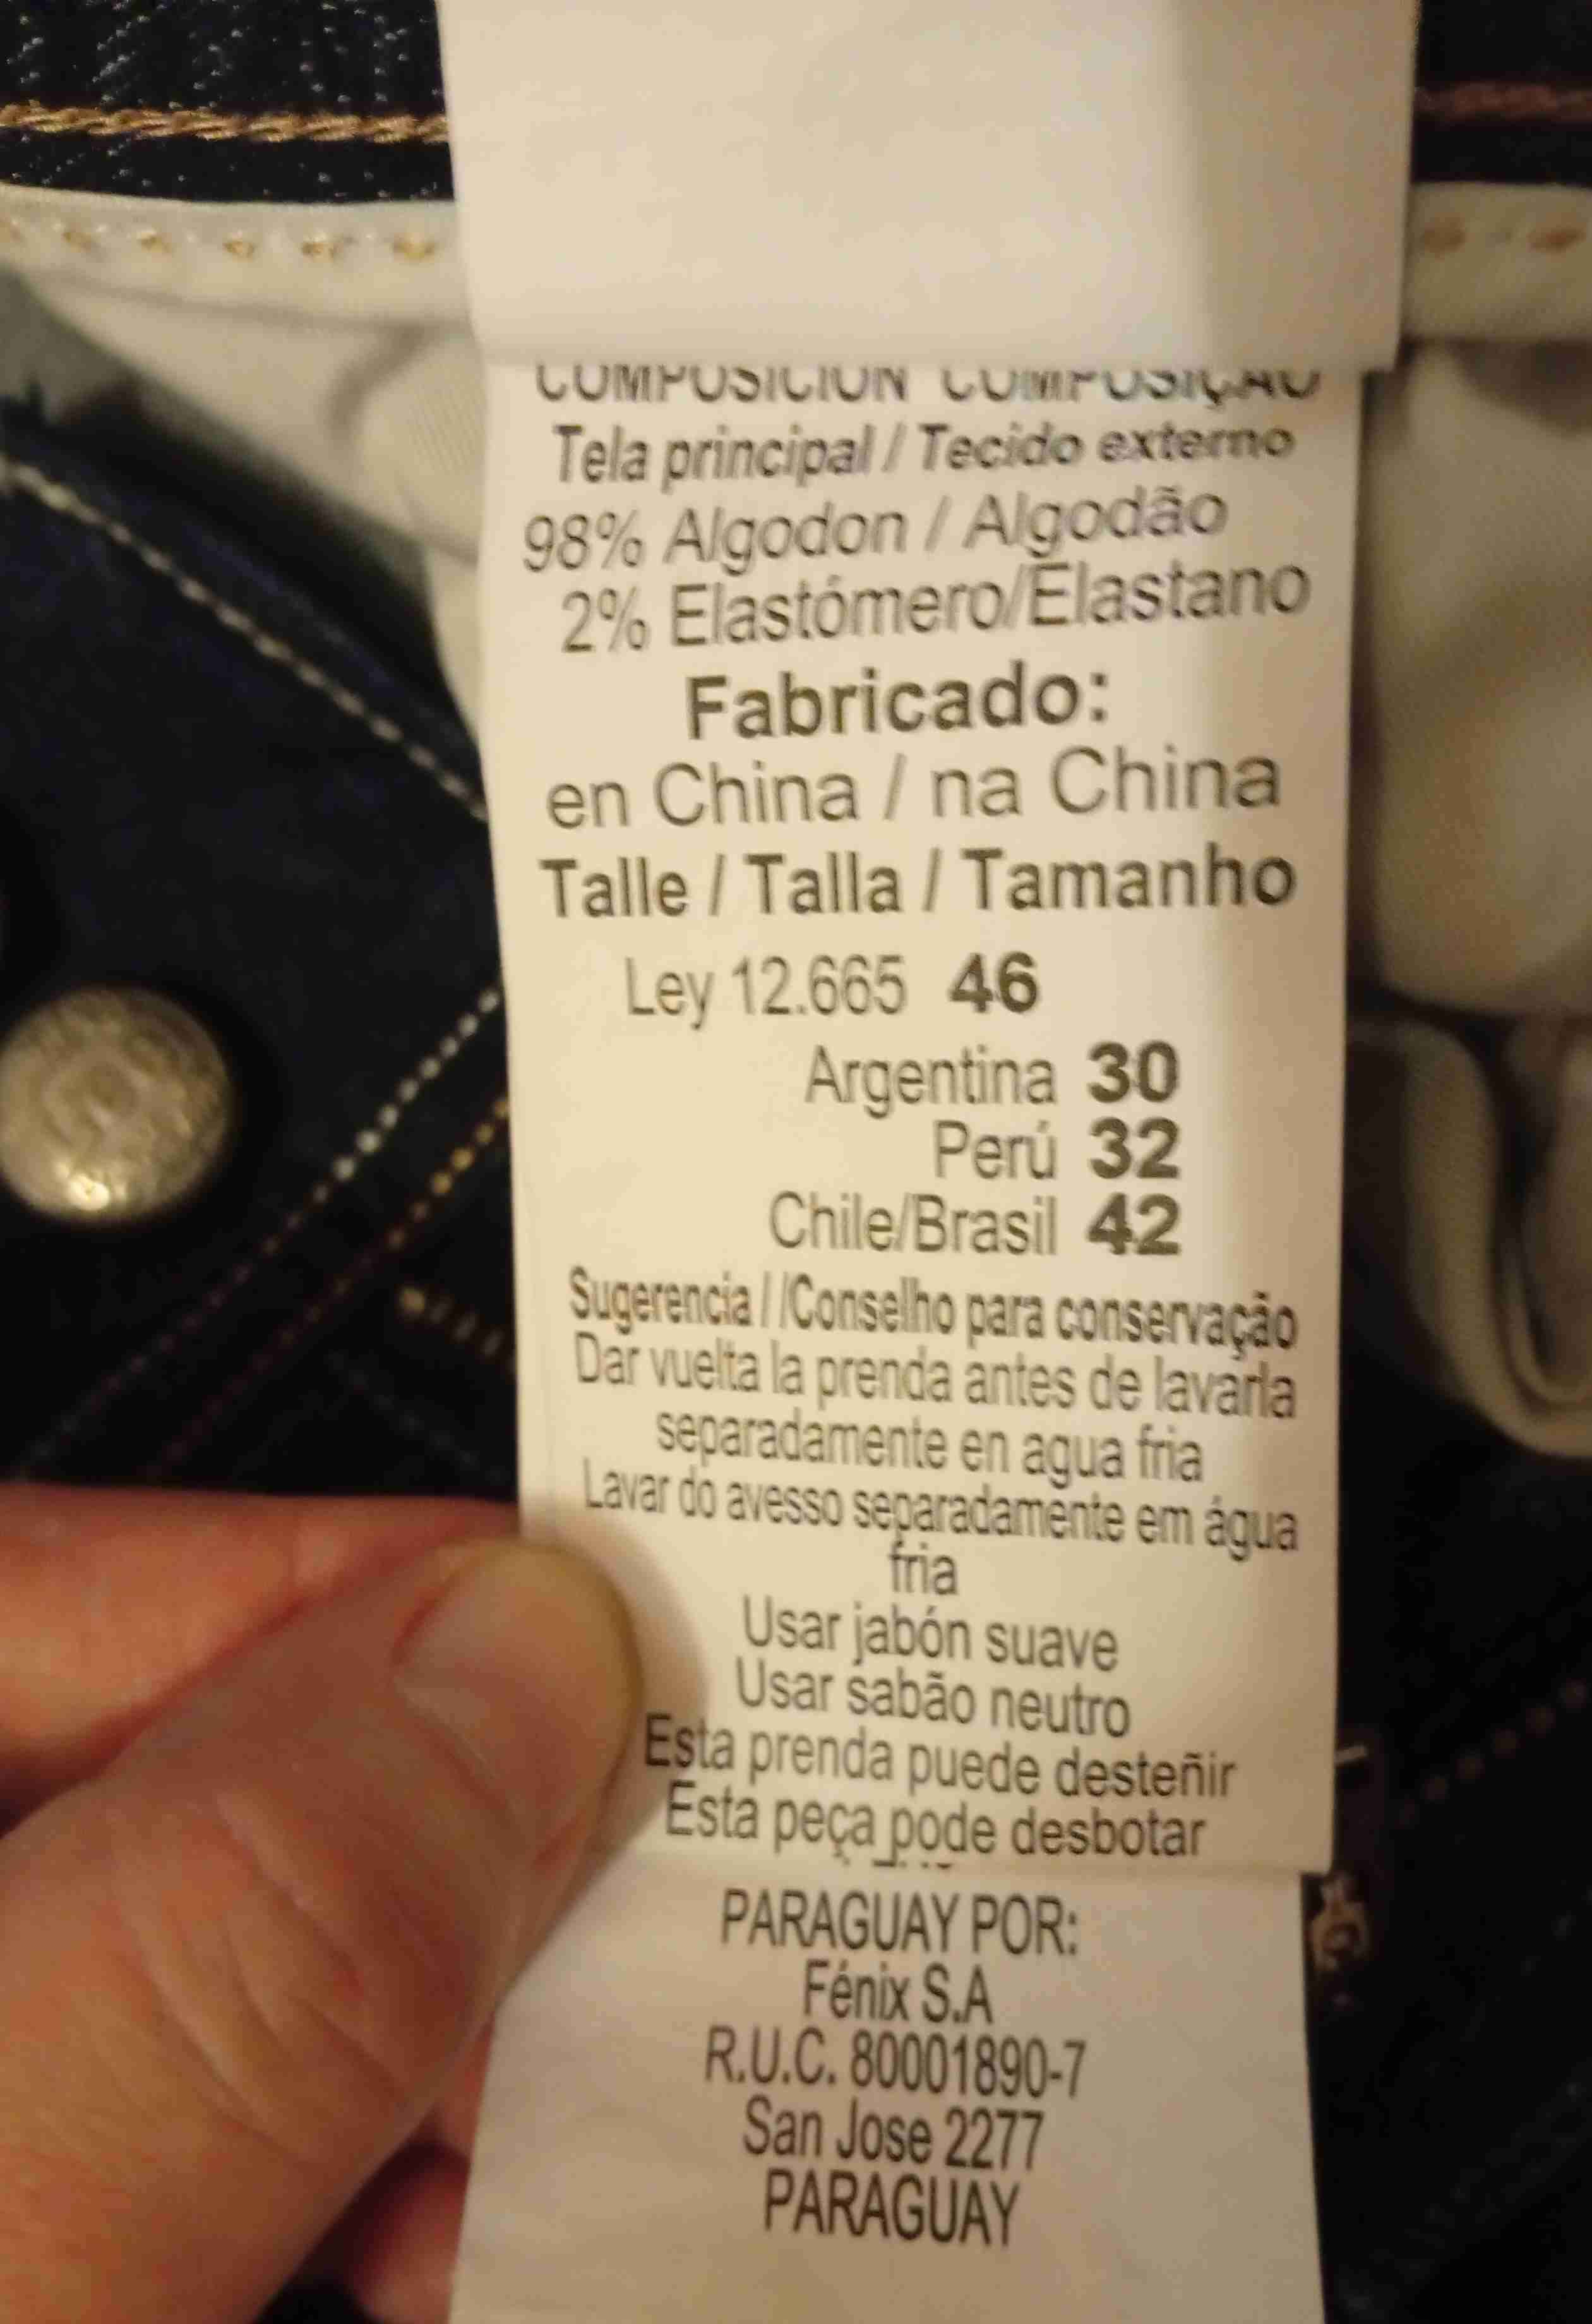 COMPOSICION COMPOSIÇÃO
Tela principal / Tecido externo
98% Algodon / Algodão
2% Elastómero/Elastano
Fabricado:
en China / na China
Talle / Talla / Tamanho
Ley 12.665 46
Argentina 30
Perú 32
Chile/Brasil 42
Sugerencia / /Conselho para conservação
Dar vuelta la prenda antes de lavarla
separadamente en agua fria
Lavar do avesso separadamente em água
fria
Usar jabón suave
Usar sabão neutro
Esta prenda puede desteñir
Esta peça pode desbotar
PARAGUAY POR:
Fénix S.A
R.U.C. 80001890-7
San Jose 2277
PARAGUAY